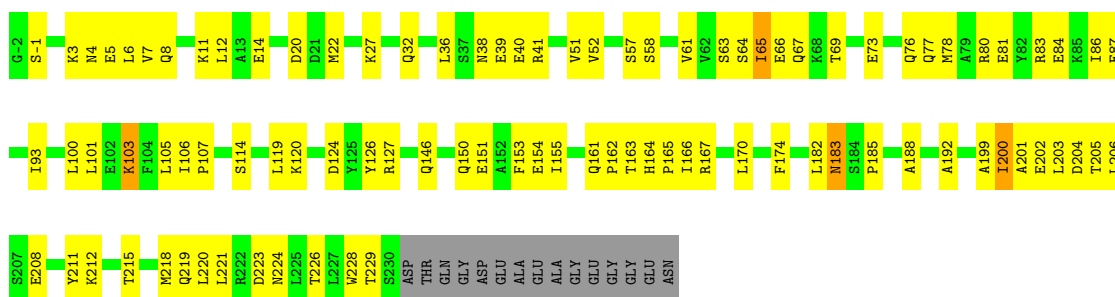 G-2 S-1 K3 N4 E5 L6 V7 Q8 K11 L12 A13 E14 D20 D21 M22 K27 Q32 L36 S37 N38 E39 E40 R41 V51 V52 S57 S58 V61 V62 S63 S64 I65 E66 Q67 K68 T69 E73 Q76 Q77 M78 A79 R80 E81 Y82 R83 E84 K85 I86
I93 L100 L101 E102 K103 F104 L105 I106 P107 S114 L119 K120 D124 Y125 Y126 R127 Q146 Q150 E151 A152 F153 E154 I155 Q161 P162 T163 H164 P165 I166 R167 L170 F174 L182 N183 S184 P185 A188 A192 A199 I200 A201 E202 L203 D204 T205 L206
S207 E208 Y211 K212 T215 M218 Q219 L220 L221 R222 D223 N224 L225 T226 L227 W228 T229 S230 ASP THR GLN GLY ASP GLU ALA GLU ALA GLY GLU GLY GLY GLU ASN